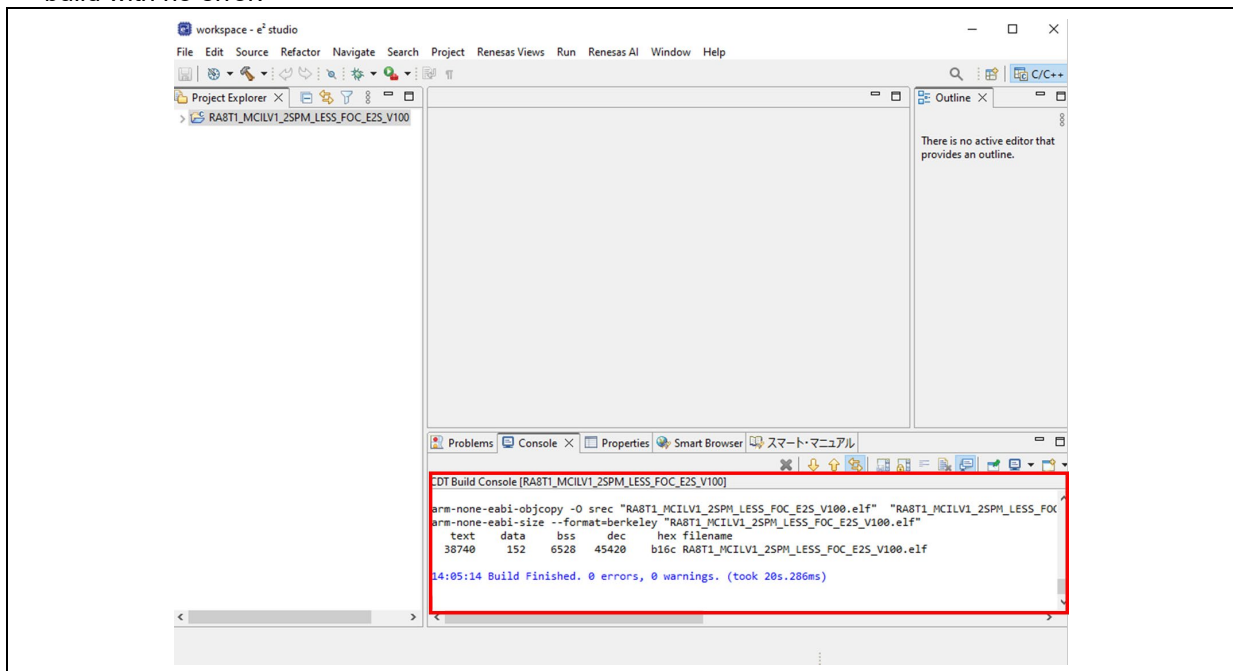 build with no error.
workspace - e² studio
File Edit Source Refactor Navigate Search Project Renesas Views Run Renesas AI Window Help
C/C++
Project Explorer
Outline
RA8T1_MCILV1_2SPM_LESS_FOC_E2S_V100
There is no active editor that
provides an outline.
Problems Console Properties Smart Browser スマート・マニュアル
CDT Build Console [RA8T1_MCILV1_2SPM_LESS_FOC_E2S_V100]
arm-none-eabi-objcopy -O srec "RA8T1_MCILV1_2SPM_LESS_FOC_E2S_V100.elf" "RA8T1_MCILV1_2SPM_LESS_FOC
arm-none-eabi-size --format=berkeley "RA8T1_MCILV1_2SPM_LESS_FOC_E2S_V100.elf"
text data bss dec hex filename
38740 152 6528 45420 b16c RA8T1_MCILV1_2SPM_LESS_FOC_E2S_V100.elf
14:05:14 Build Finished. 0 errors, 0 warnings. (took 20s.286ms)